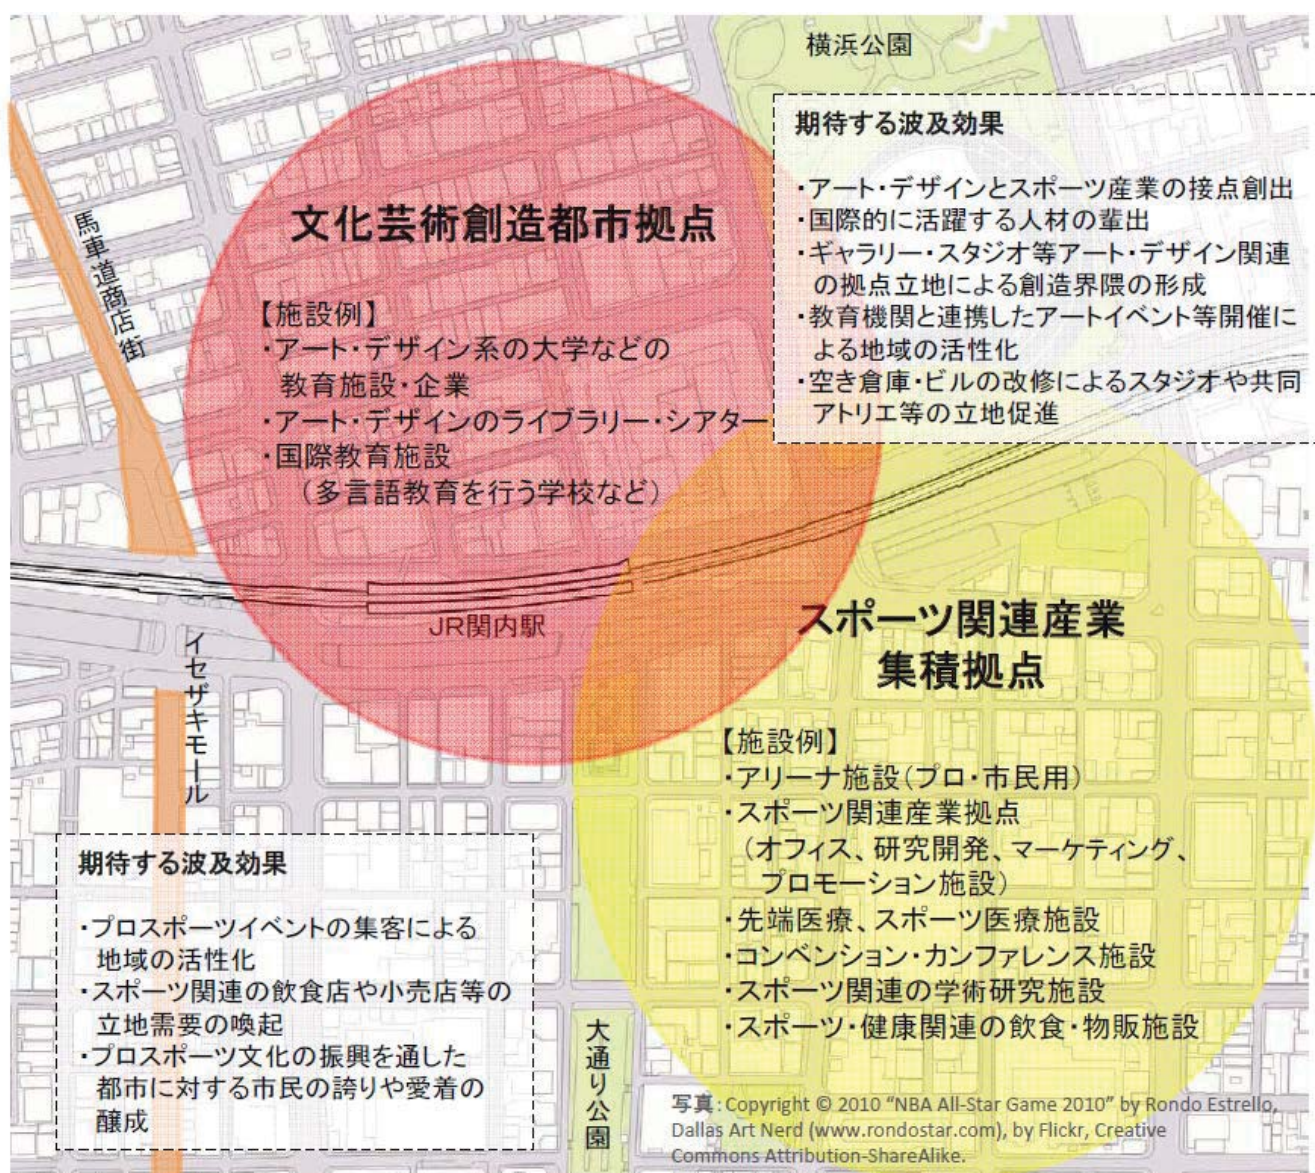 横浜公園
期待する波及効果
・アート・デザインとスポーツ産業の接点創出
・国際的に活躍する人材の輩出
・ギャラリー・スタジオ等アート・デザイン関連
の拠点立地による創造界隈の形成
・教育機関と連携したアートイベント等開催に
よる地域の活性化
・空き倉庫・ビルの改修によるスタジオや共同
アトリエ等の立地促進
馬車道商店街
文化芸術創造都市拠点
【施設例】
・アート・デザイン系の大学などの
教育施設・企業
・アート・デザインのライブラリー・シアター
・国際教育施設
（多言語教育を行う学校など）
JR関内駅
イセザキモール
スポーツ関連産業
集積拠点
【施設例】
・アリーナ施設（プロ・市民用）
・スポーツ関連産業拠点
（オフィス、研究開発、マーケティング、
プロモーション施設）
・先端医療、スポーツ医療施設
・コンベンション・カンファレンス施設
・スポーツ関連の学術研究施設
・スポーツ・健康関連の飲食・物販施設
期待する波及効果
・プロスポーツイベントの集客による
地域の活性化
・スポーツ関連の飲食店や小売店等の
立地需要の喚起
・プロスポーツ文化の振興を通した
都市に対する市民の誇りや愛着の
醸成
大通り公園
写真：Copyright © 2010 “NBA All-Star Game 2010” by Rondo Estrello,
Dallas Art Nerd (www.rondostar.com), by Flickr, Creative
Commons Attribution-ShareAlike.